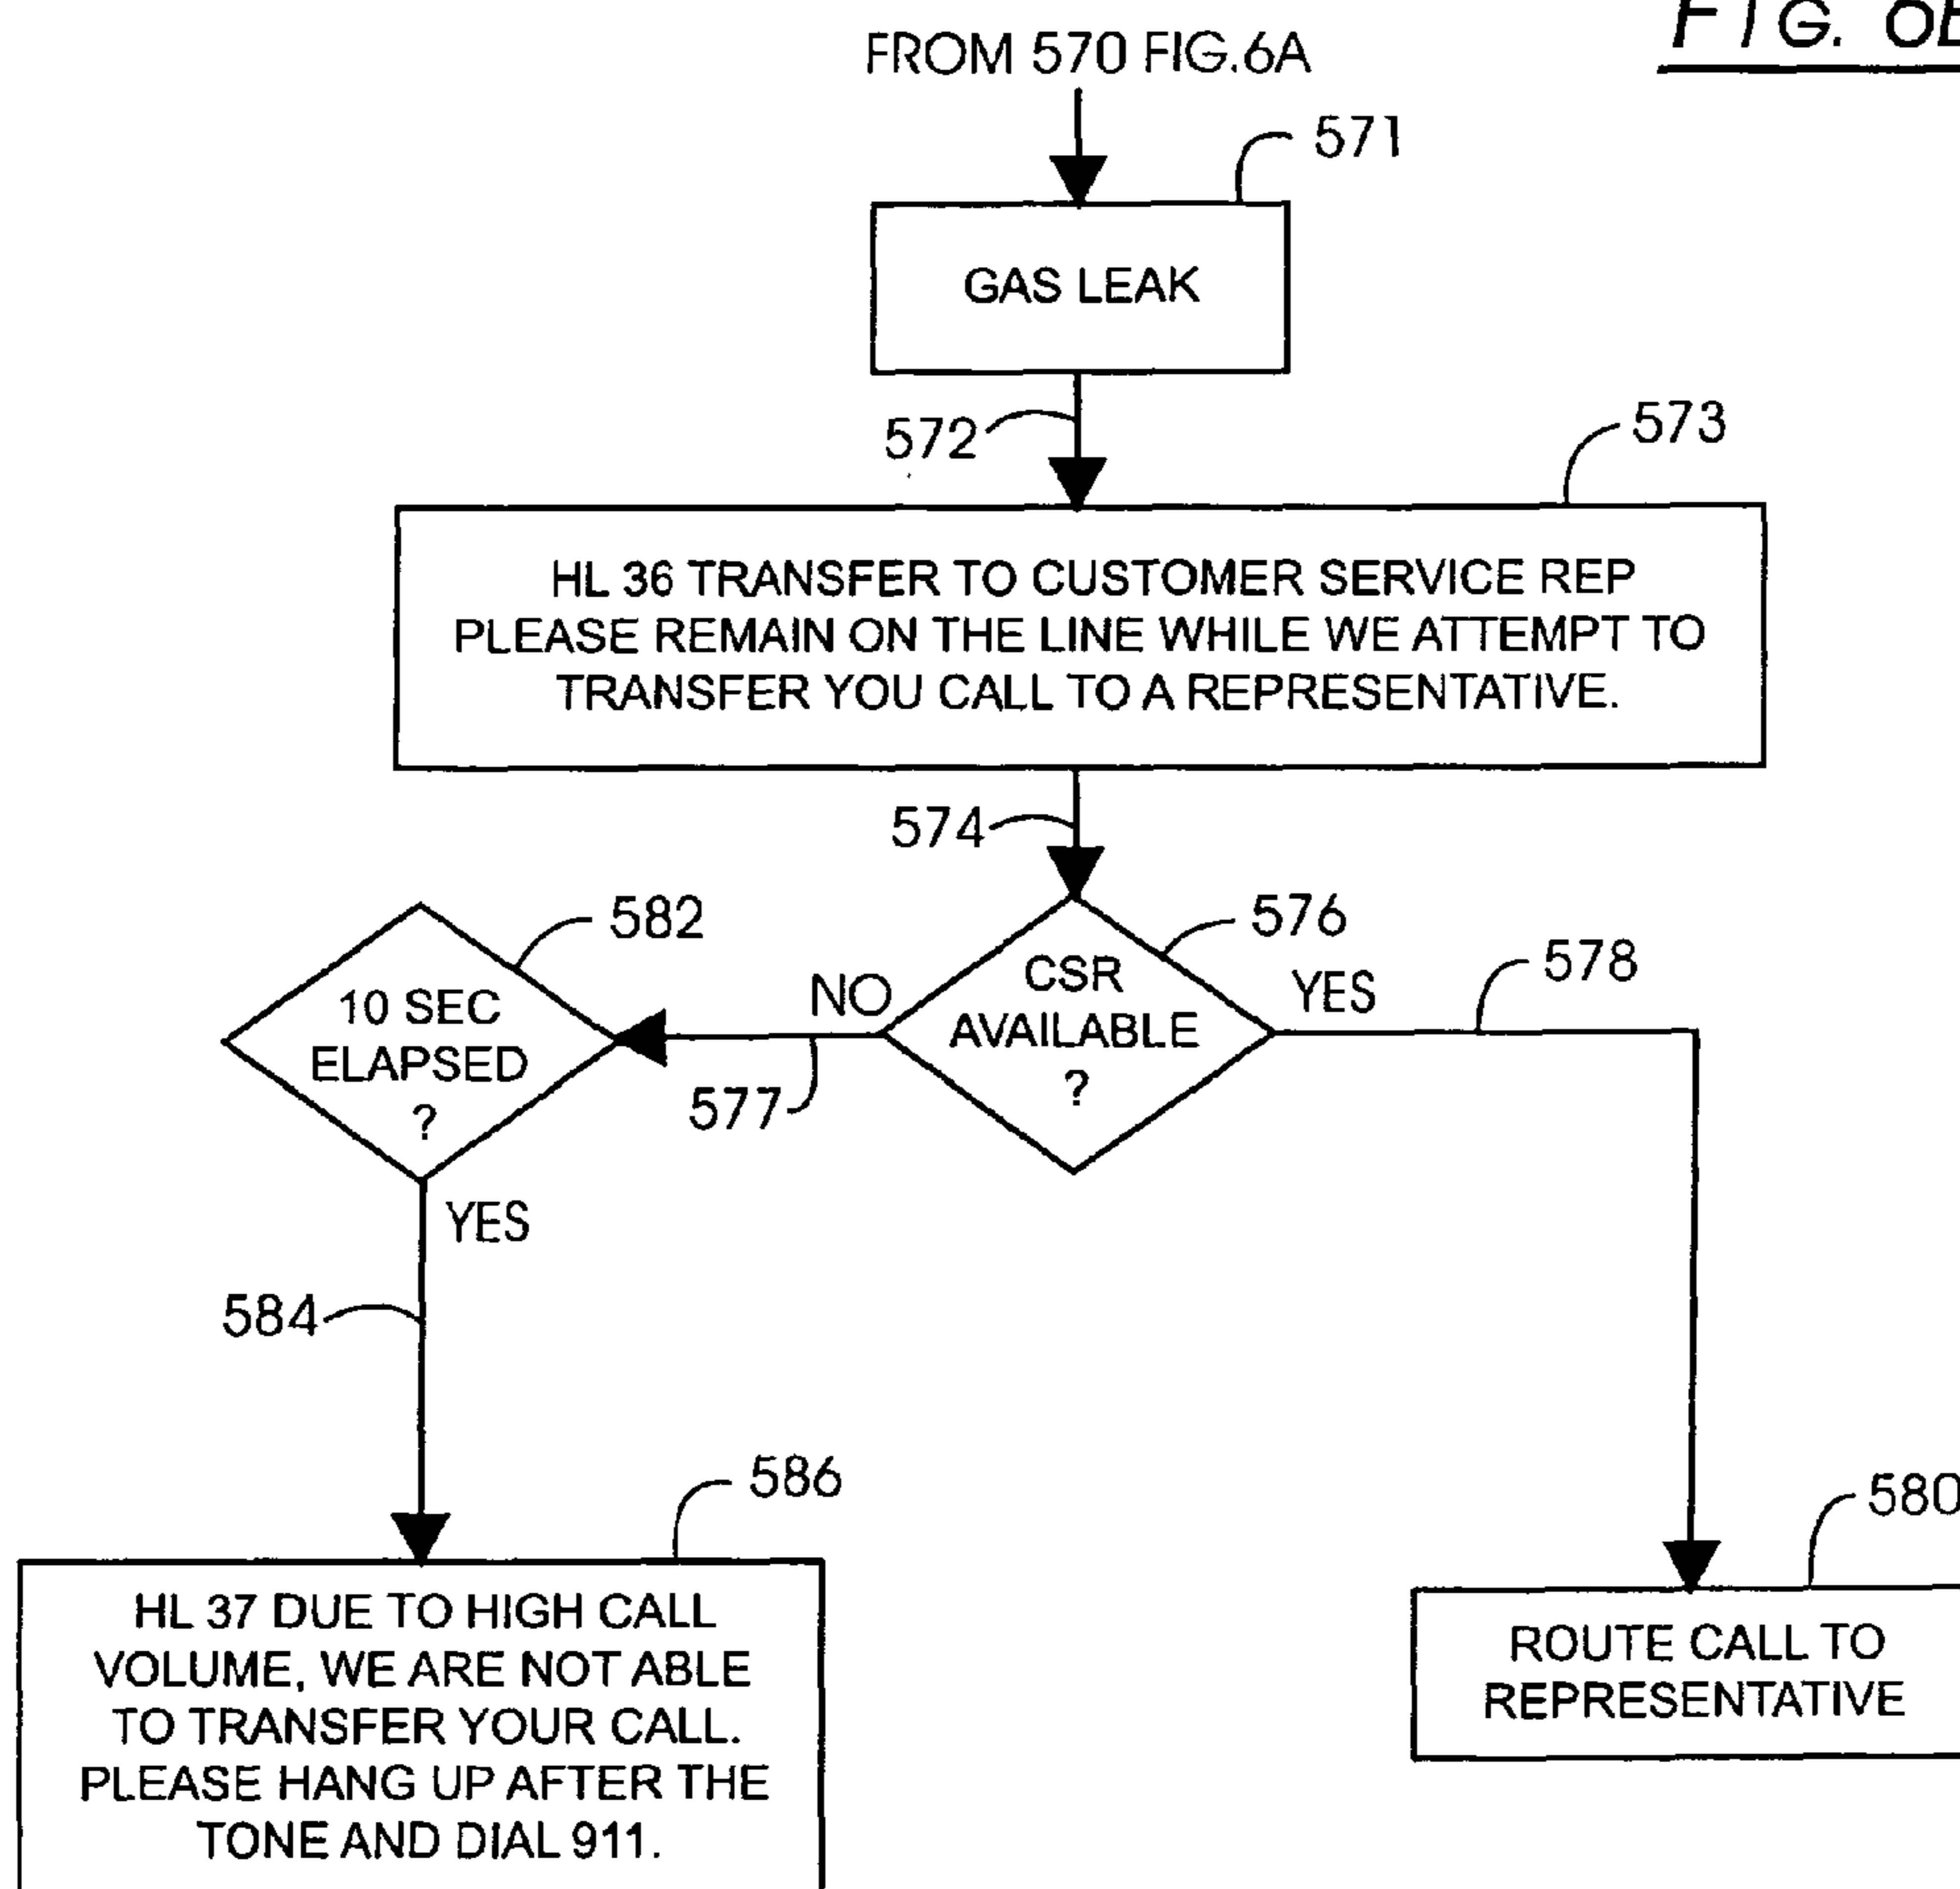 FROM 570 FIG.6A
571
GAS LEAK
572
573
HL 36 TRANSFER TO CUSTOMER SERVICE REP
PLEASE REMAIN ON THE LINE WHILE WE ATTEMPT TO
TRANSFER YOU CALL TO A REPRESENTATIVE.
574
582
576
578
10 SEC
ELAPSED
?
NO
CSR
AVAILABLE
?
YES
577
YES
584
586
580
HL 37 DUE TO HIGH CALL
VOLUME, WE ARE NOT ABLE
TO TRANSFER YOUR CALL.
PLEASE HANG UP AFTER THE
TONE AND DIAL 911.
ROUTE CALL TO
REPRESENTATIVE